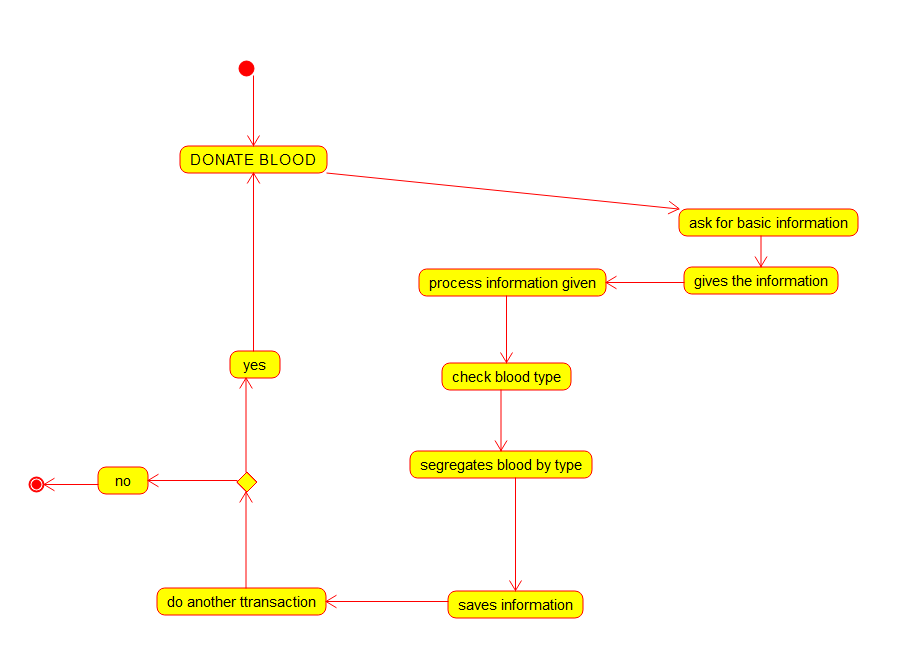 DONATE BLOOD
ask for basic information
gives the information
process information given
check blood type
segregates blood by type
saves information
do another ttransaction
yes
no